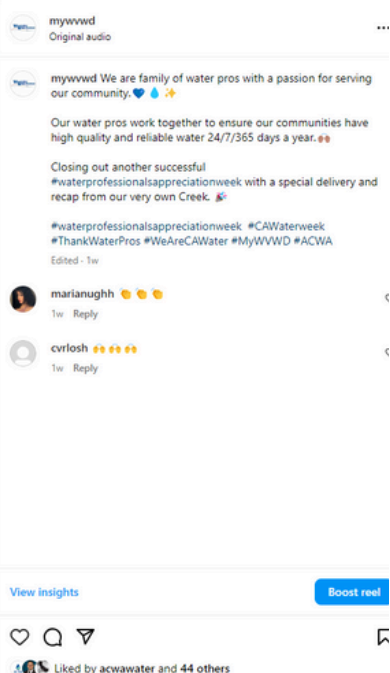 mywvwd
Original audio
mywvwd We are family of water pros with a passion for serving
our community.💙💧✨
Our water pros work together to ensure our communities have
high quality and reliable water 24/7/365 days a year.🙌🏽
Closing out another successful
#waterprofessionalsappreciationweek with a special delivery and
recap from our very own Creek. 🎉
#waterprofessionalsappreciationweek #CAWaterweek
#ThankWaterPros #WeAreCAWater #MyWVWD #ACWA
Edited · 1w
marianughh 👏 👏 👏
1w Reply
cvrlosh 🙌 🙌 🙌
1w Reply
View insights
Boost reel
Liked by acwawater and 44 others